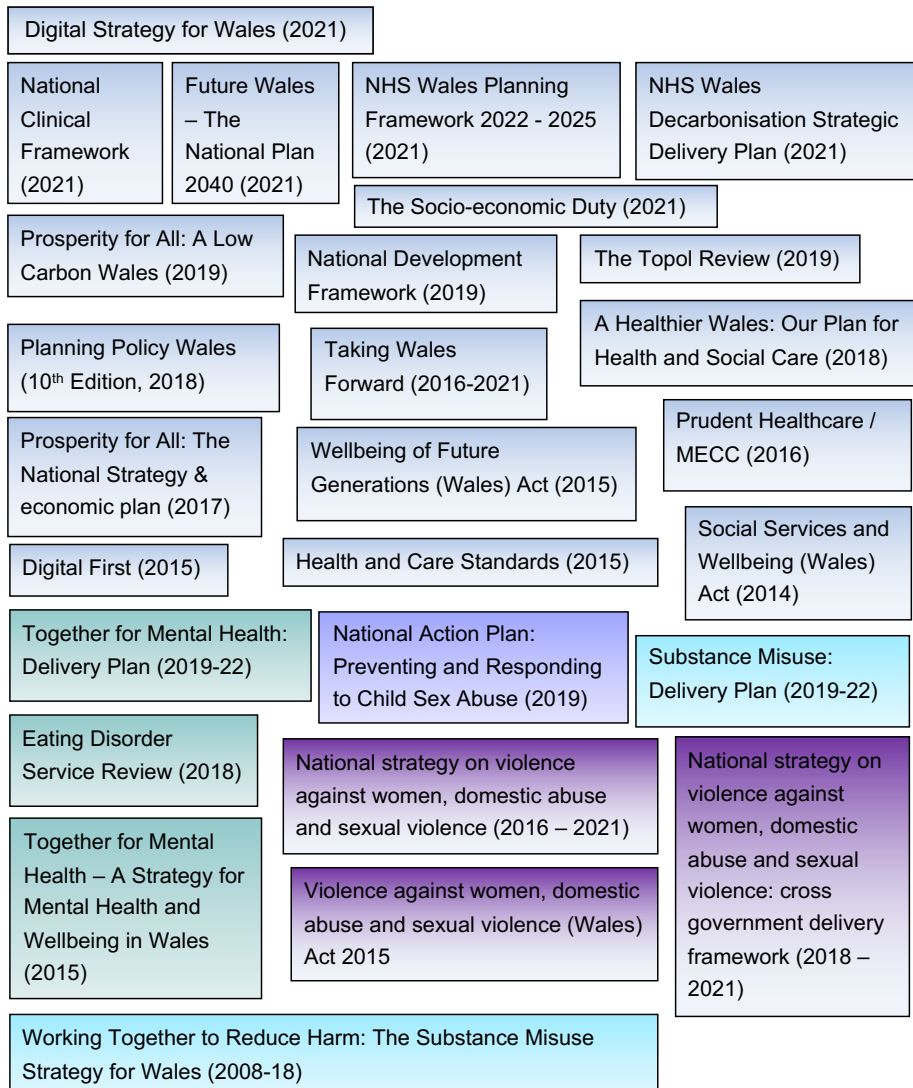 Digital Strategy for Wales (2021)
National
Clinical
Framework
(2021)
Future Wales
– The
National Plan
2040 (2021)
NHS Wales Planning
Framework 2022 - 2025
(2021)
NHS Wales
Decarbonisation Strategic
Delivery Plan (2021)
The Socio-economic Duty (2021)
Prosperity for All: A Low
Carbon Wales (2019)
National Development
Framework (2019)
The Topol Review (2019)
A Healthier Wales: Our Plan for
Health and Social Care (2018)
Planning Policy Wales
(10th Edition, 2018)
Taking Wales
Forward (2016-2021)
Prudent Healthcare /
MECC (2016)
Prosperity for All: The
National Strategy &
economic plan (2017)
Wellbeing of Future
Generations (Wales) Act (2015)
Social Services and
Wellbeing (Wales)
Act (2014)
Digital First (2015)
Health and Care Standards (2015)
Together for Mental Health:
Delivery Plan (2019-22)
National Action Plan:
Preventing and Responding
to Child Sex Abuse (2019)
Substance Misuse:
Delivery Plan (2019-22)
Eating Disorder
Service Review (2018)
National strategy on violence
against women, domestic abuse
and sexual violence (2016 – 2021)
National strategy on
violence against
women, domestic
abuse and sexual
violence: cross
government delivery
framework (2018 –
2021)
Together for Mental
Health – A Strategy for
Mental Health and
Wellbeing in Wales
(2015)
Violence against women, domestic
abuse and sexual violence (Wales)
Act 2015
Working Together to Reduce Harm: The Substance Misuse
Strategy for Wales (2008-18)